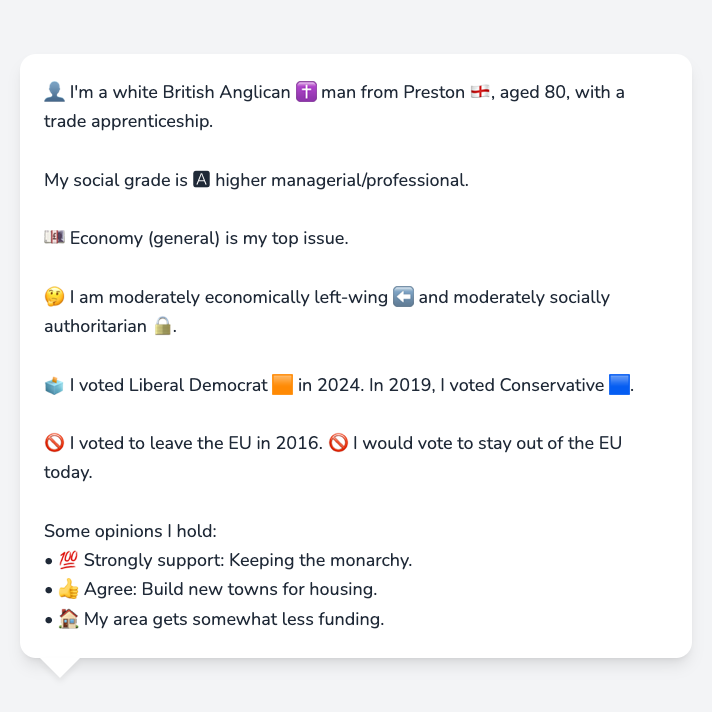 👤 I'm a white British Anglican ✝️ man from Preston 🏴󠁧󠁢󠁥󠁮󠁧󠁿, aged 80, with a
trade apprenticeship.
My social grade is 🅰 higher managerial/professional.
💷 Economy (general) is my top issue.
🤔 I am moderately economically left-wing ⬅️ and moderately socially
authoritarian 🔒.
🗳️ I voted Liberal Democrat 🟧 in 2024. In 2019, I voted Conservative 🟦.
🚫 I voted to leave the EU in 2016. 🚫 I would vote to stay out of the EU
today.
Some opinions I hold:
• 💯 Strongly support: Keeping the monarchy.
• 👍 Agree: Build new towns for housing.
• 🏠 My area gets somewhat less funding.